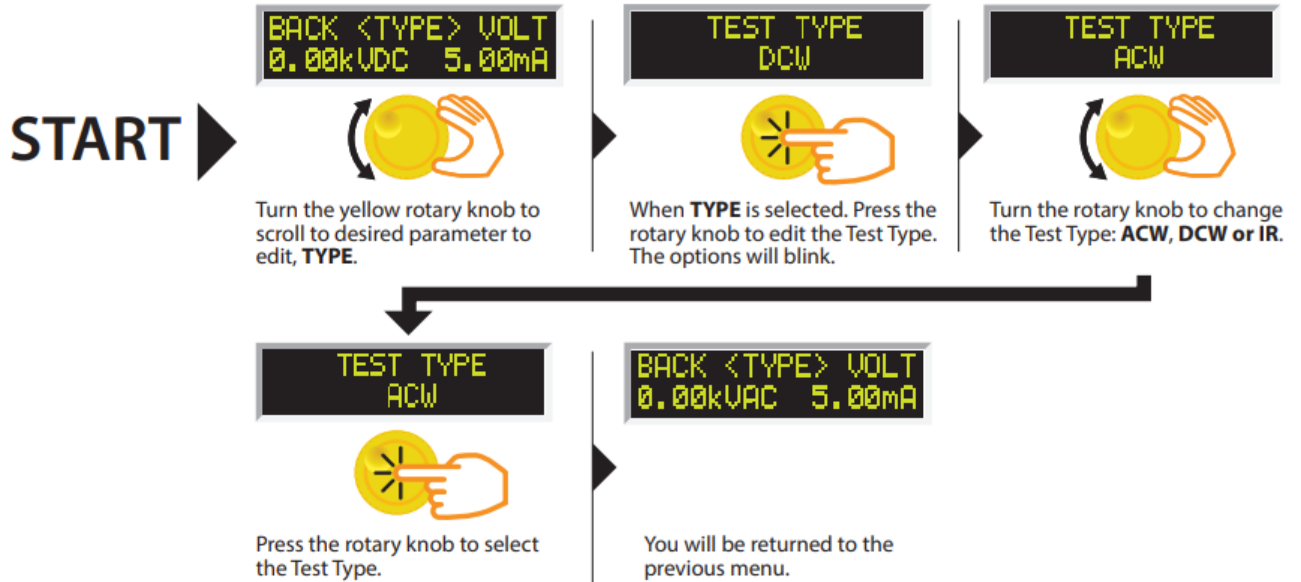 START
BACK <TYPE> VOLT
0.00kVDC 5.00mA
Turn the yellow rotary knob to
scroll to desired parameter to
edit, TYPE.
TEST TYPE
DCW
When TYPE is selected. Press the
rotary knob to edit the Test Type.
The options will blink.
TEST TYPE
ACW
Turn the rotary knob to change
the Test Type: ACW, DCW or IR.
TEST TYPE
ACW
Press the rotary knob to select
the Test Type.
BACK <TYPE> VOLT
0.00kVAC 5.00mA
You will be returned to the
previous menu.